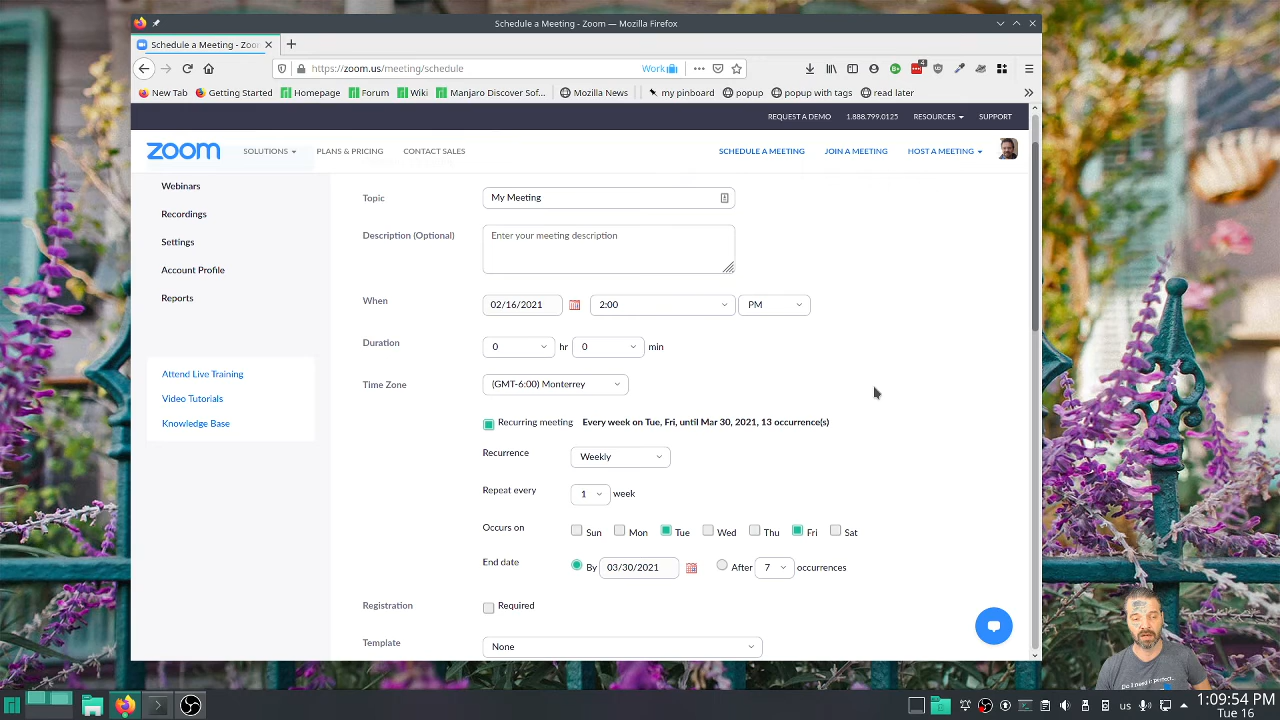 Schedule a Meeting - Zoom — Mozilla Firefox
Schedule a Meeting - Zoo
https://zoom.us/meeting/schedule
Work
New Tab Getting Started Homepage Forum Wiki Manjaro Discover Sof... Mozilla News my pinboard popup popup with tags read later
REQUEST A DEMO 1.888.799.0125 RESOURCES SUPPORT
zoom SOLUTIONS PLANS & PRICING CONTACT SALES SCHEDULE A MEETING JOIN A MEETING HOST A MEETING
Webinars
Recordings
Settings
Account Profile
Reports
Attend Live Training
Video Tutorials
Knowledge Base
Topic My Meeting
Description (Optional) Enter your meeting description
When 02/16/2021 2:00 PM
Duration 0 hr 0 min
Time Zone (GMT-6:00) Monterrey
Recurring meeting Every week on Tue, Fri, until Mar 30, 2021, 13 occurrence(s)
Recurrence Weekly
Repeat every 1 week
Occurs on Sun Mon Tue Wed Thu Fri Sat
End date By 03/30/2021 After 7 occurrences
Registration Required
Template None
Do I need it? perfect..
us 1:09:54 PM
Tue 16